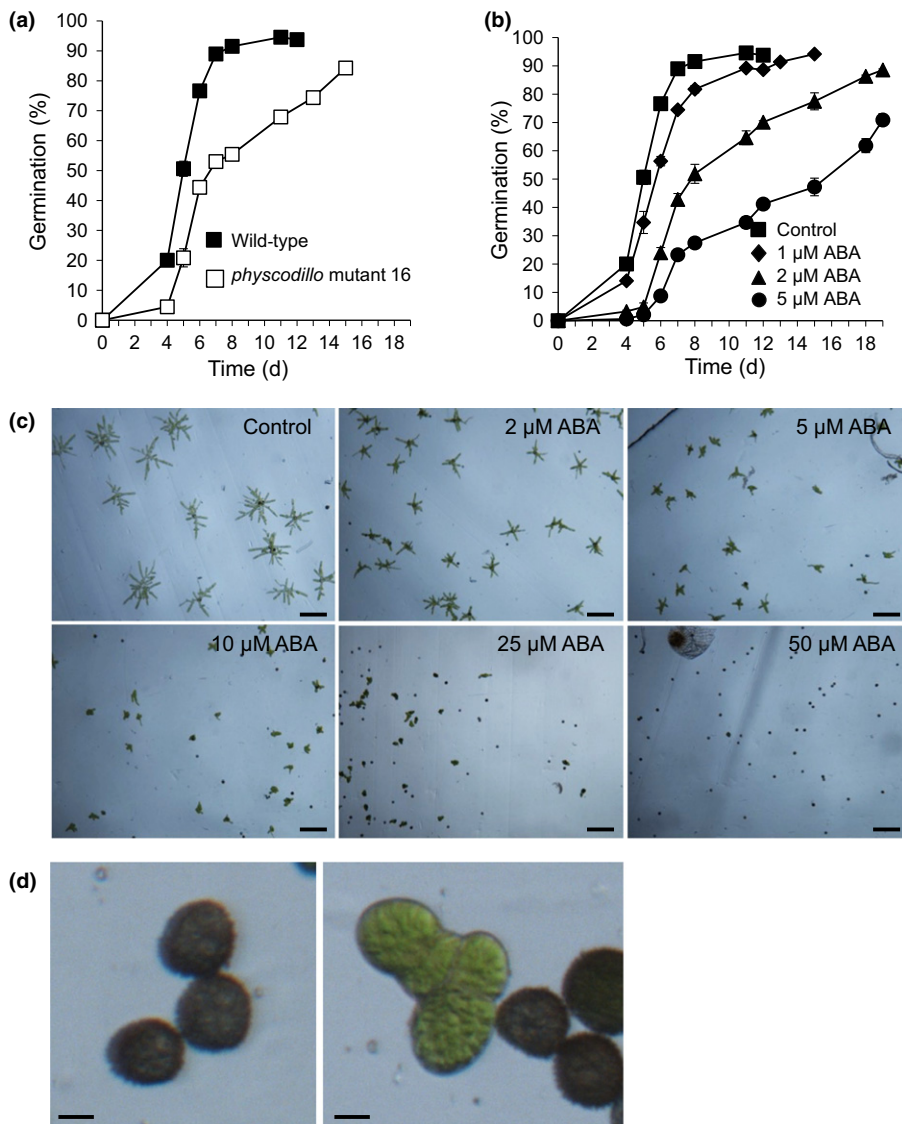 (a)
100
90
80
70
60
50
40
30
20
10
0
Germination (%)
Wild-type
physcodillo mutant 16
0 2 4 6 8 10 12 14 16 18
Time (d)
(b)
100
90
80
70
60
50
40
30
20
10
0
Germination (%)
Control
1 µM ABA
2 µM ABA
5 µM ABA
0 2 4 6 8 10 12 14 16 18
Time (d)
(c)
Control
2 µM ABA
5 µM ABA
10 µM ABA
25 µM ABA
50 µM ABA
(d)